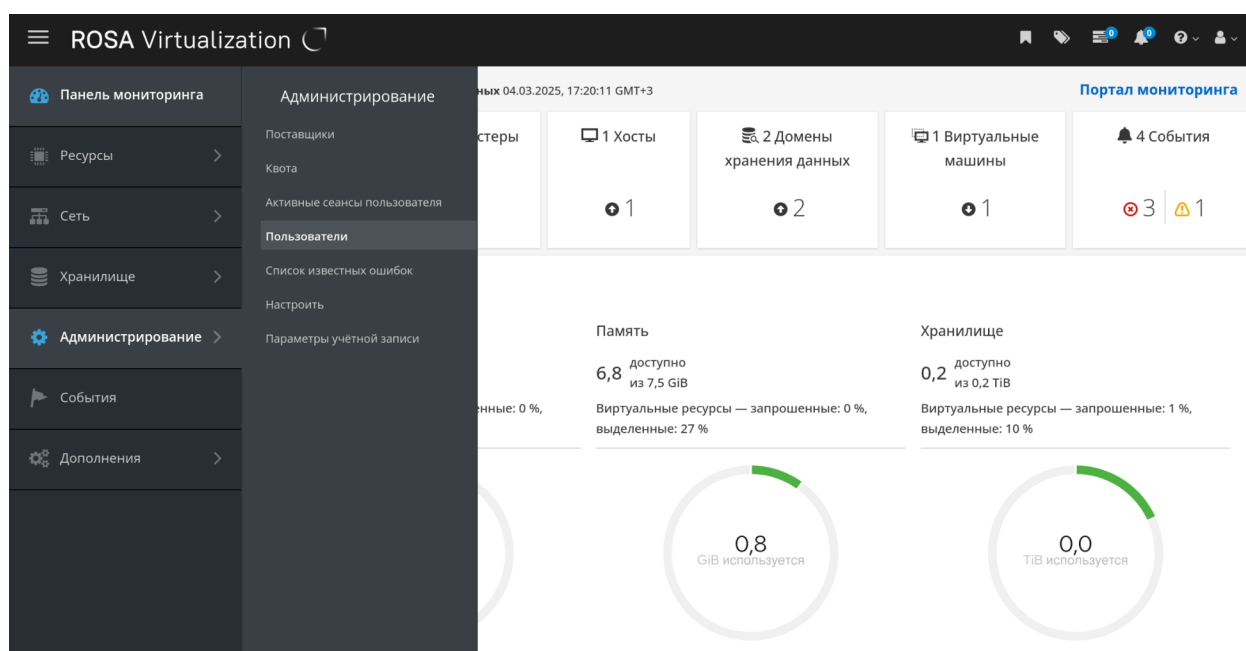 ROSA Virtualization
0
0
Панель мониторинга
Ресурсы
Сеть
Хранилище
Администрирование
События
Дополнения
Администрирование
Поставщики
Квота
Активные сеансы пользователя
Пользователи
Список известных ошибок
Настроить
Параметры учётной записи
ных 04.03.2025, 17:20:11 GMT+3
Портал мониторинга
стеры
1 Хосты
1
2 Домены
хранения данных
2
1 Виртуальные
машины
1
4 События
3
1
енные: 0 %,
Память
6,8 доступно
из 7,5 GiB
Виртуальные ресурсы — запрошенные: 0 %,
выделенные: 27 %
0,8
GiB используется
Хранилище
0,2 доступно
из 0,2 TiB
Виртуальные ресурсы — запрошенные: 1 %,
выделенные: 10 %
0,0
TiB используется